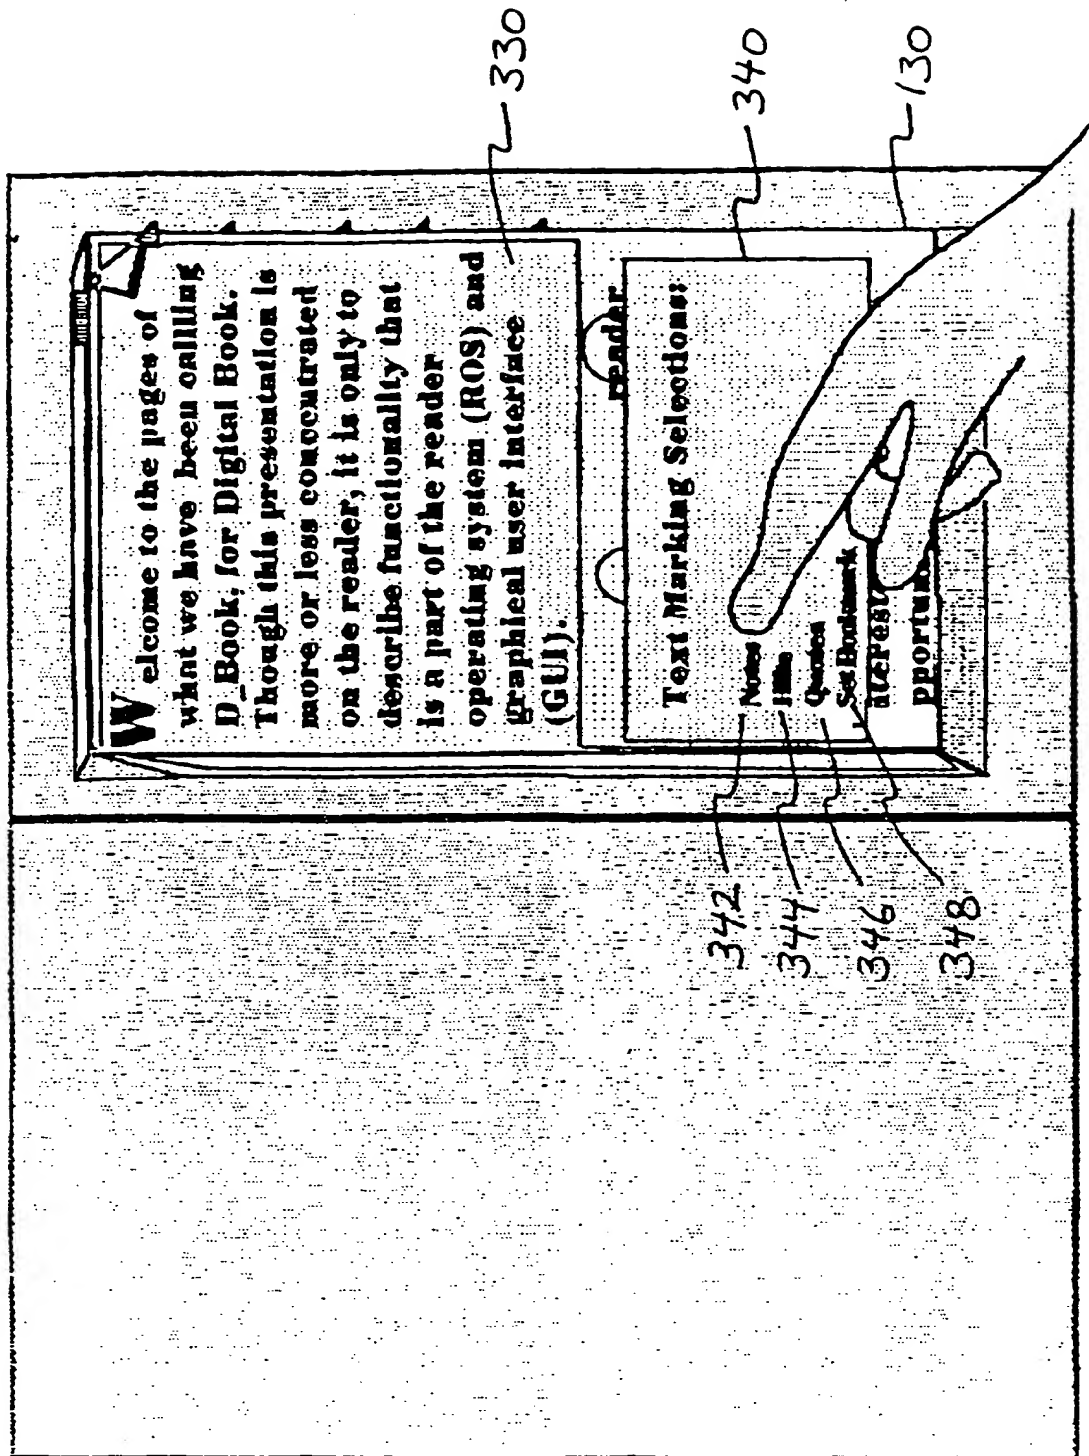 Welcome to the pages of
what we have been calling
D_Book, for Digital Book.
Though this presentation is
more or less concentrated
on the reader, it is only to
describe functionality that
is a part of the reader
operating system (ROS) and
graphical user interface
(GUI).
330
reader
340
Text Marking Selections:
342 Notes
344
346 Quotes
348 Set Bookmark
nterest
pportun
130